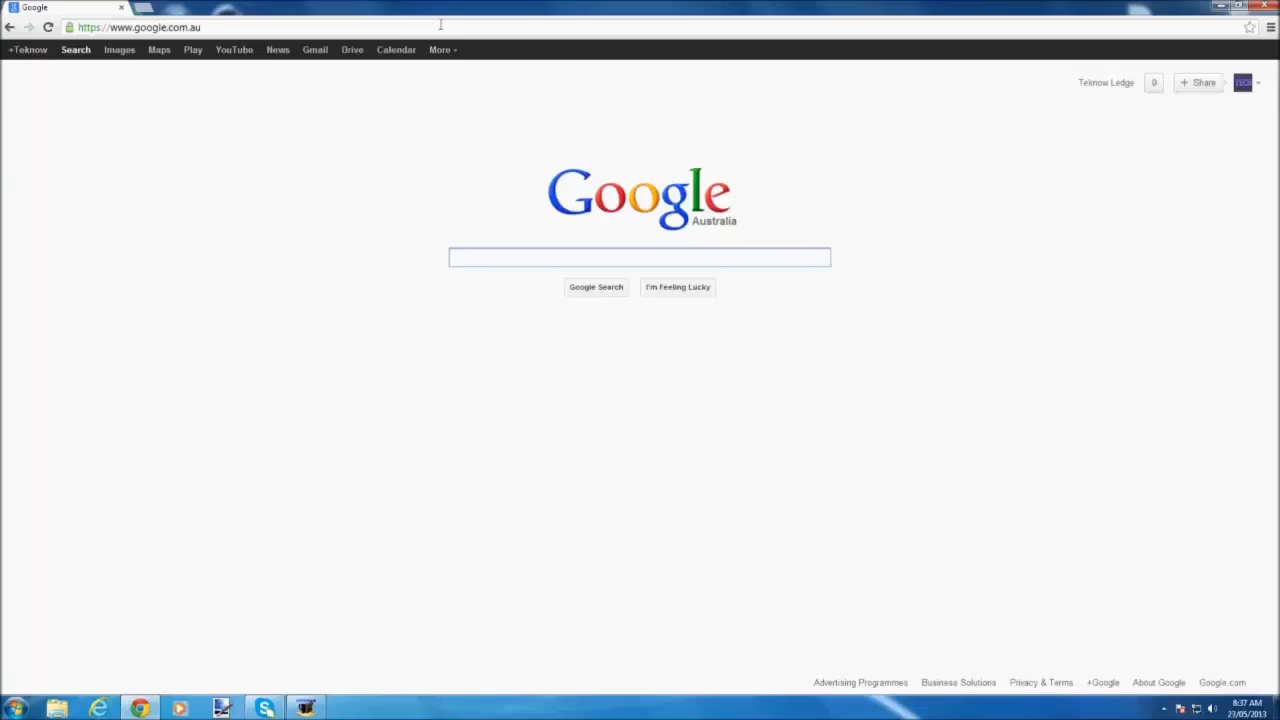 Google
https://www.google.com.au
+Teknow Search Images Maps Play YouTube News Gmail Drive Calendar More
Teknow Ledge 0 + Share
Google
Australia
Google Search I'm Feeling Lucky
Advertising Programmes Business Solutions Privacy & Terms +Google About Google Google.com
8:37 AM
23/05/2013